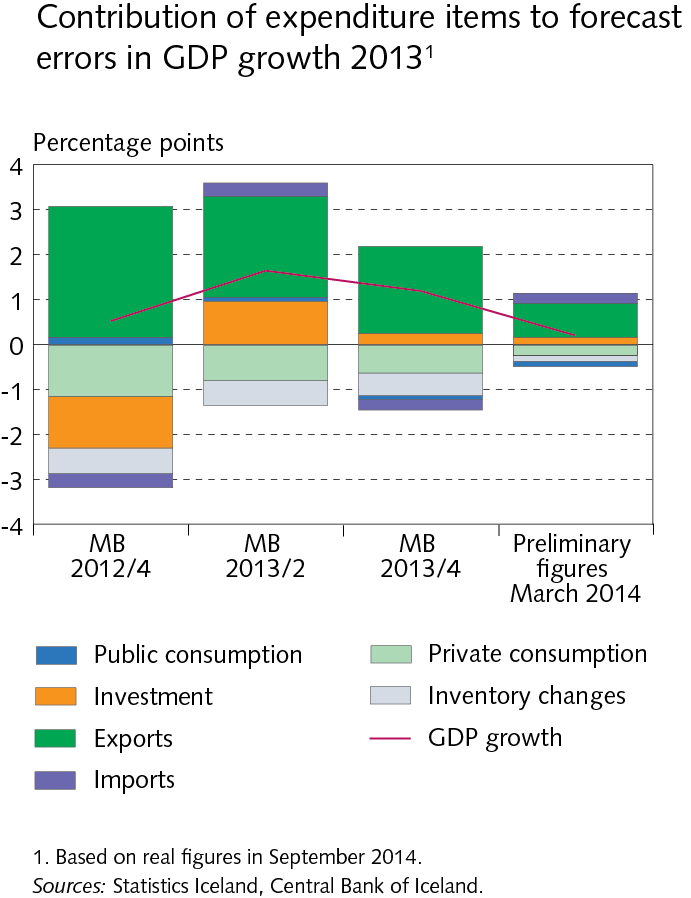 Contribution of expenditure items to forecast
errors in GDP growth 2013¹
Percentage points
4
3
2
1
0
-1
-2
-3
-4
MB
2012/4
MB
2013/2
MB
2013/4
Preliminary
figures
March 2014
Public consumption
Investment
Exports
Imports
Private consumption
Inventory changes
GDP growth
1. Based on real figures in September 2014.
Sources: Statistics Iceland, Central Bank of Iceland.